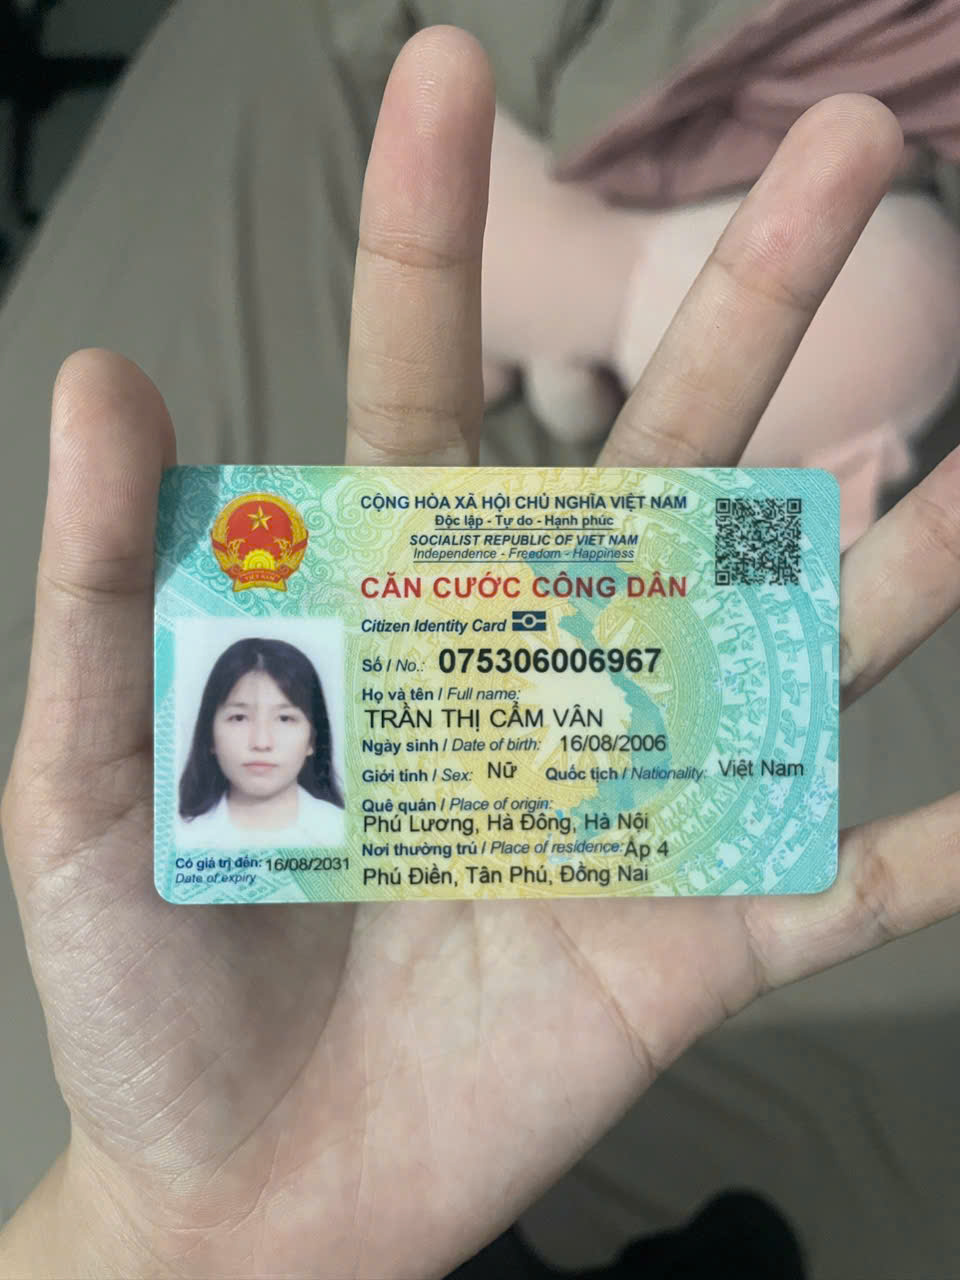 CỘNG HÒA XÃ HỘI CHỦ NGHĨA VIỆT NAM
Độc lập - Tự do - Hạnh phúc
SOCIALIST REPUBLIC OF VIET NAM
Independence - Freedom - Happiness
CĂN CƯỚC CÔNG DÂN
Citizen Identity Card
Số / No.: 075306006967
Họ và tên / Full name:
TRẦN THỊ CẨM VÂN
Ngày sinh / Date of birth: 16/08/2006
Giới tính / Sex: Nữ Quốc tịch / Nationality: Việt Nam
Quê quán / Place of origin:
Phú Lương, Hà Đông, Hà Nội
Nơi thường trú / Place of residence: Ấp 4
Phú Điền, Tân Phú, Đồng Nai
Có giá trị đến: 16/08/2031
Date of expiry
VIỆT NAM